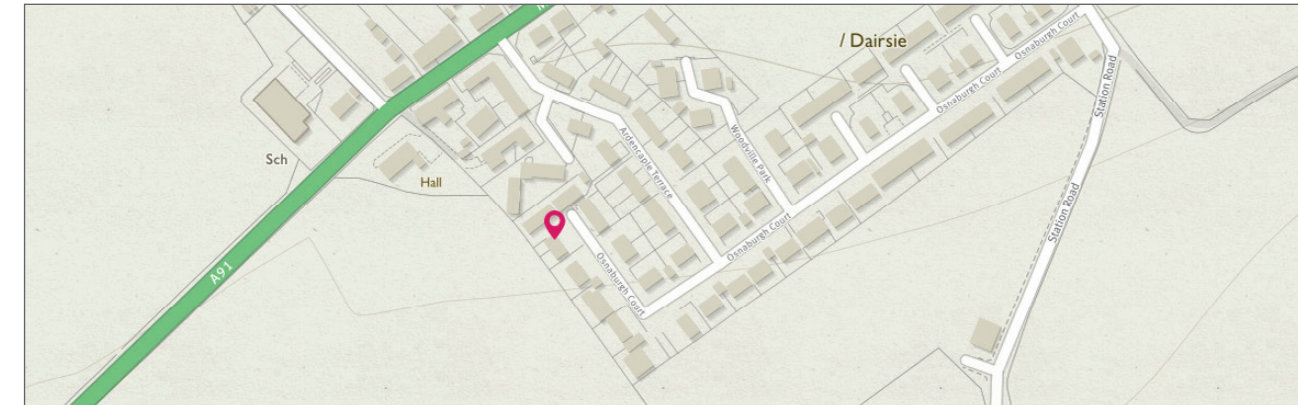 / Dairsie
Osnaburgh Court
Station Road
Osnaburgh Court
Sch
Ardencaple Terrace
Woodville Park
Hall
Station Road
Osnaburgh Court
A91
Osnaburgh Court